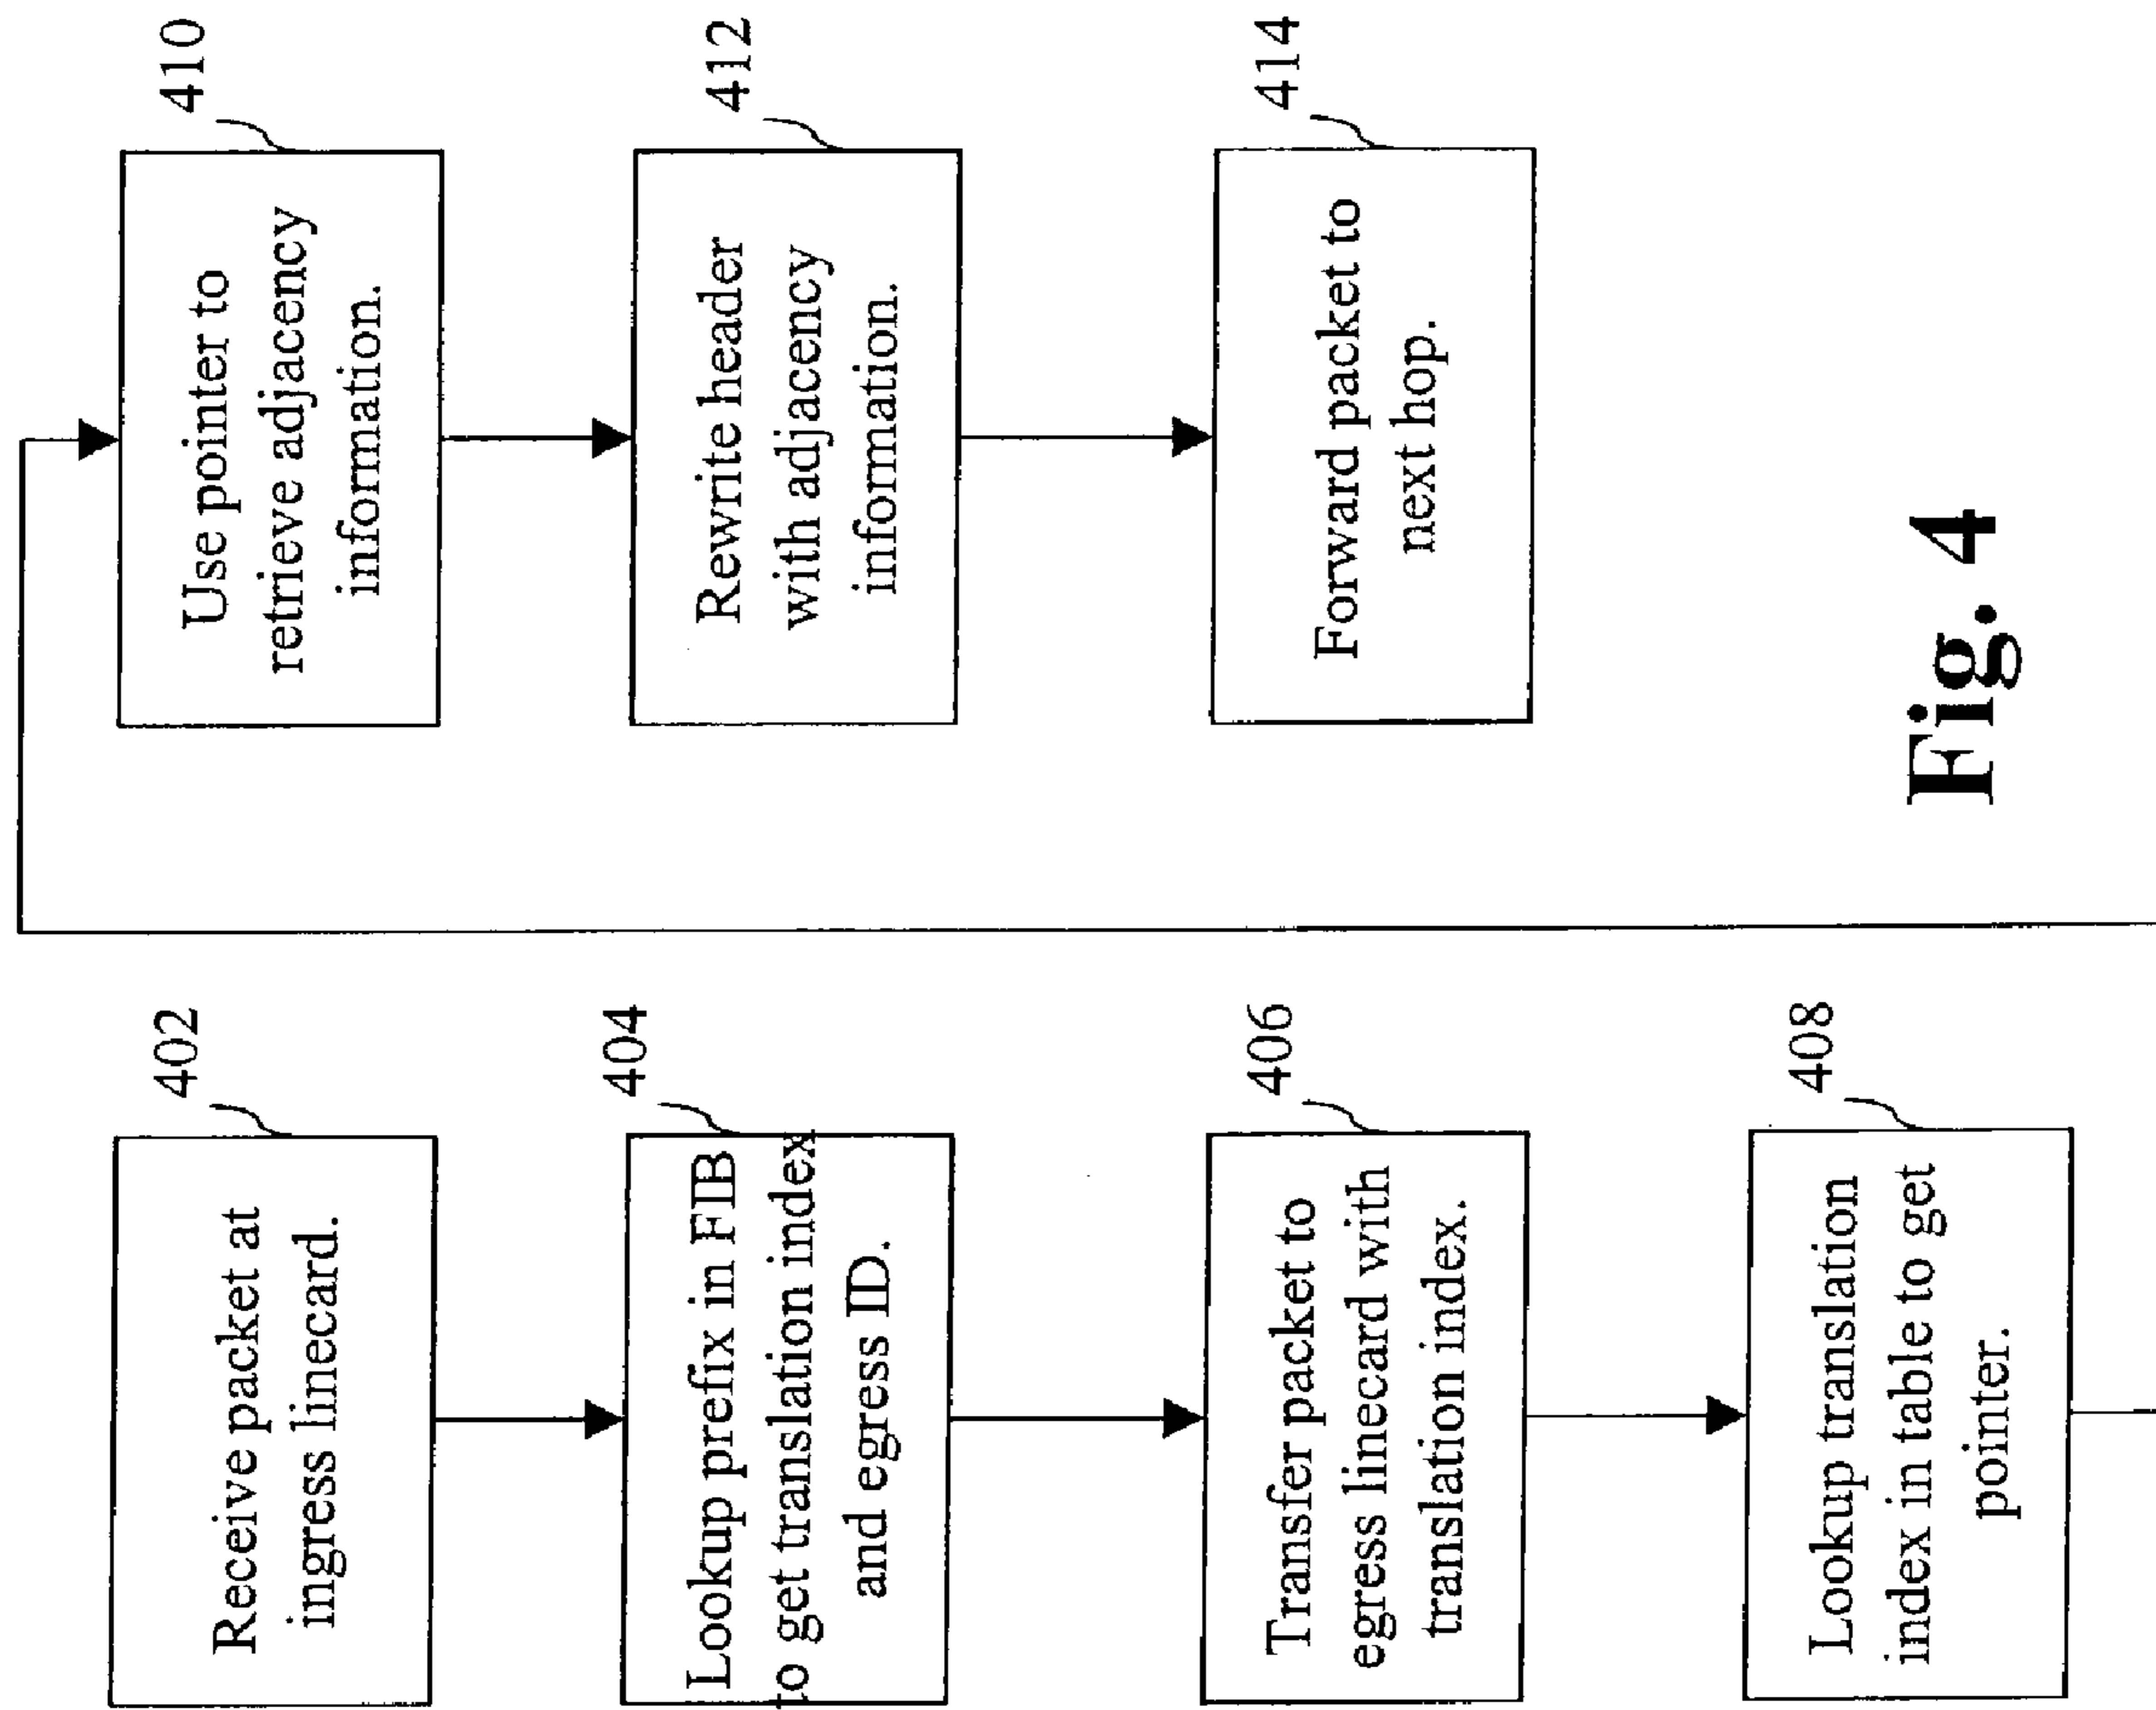 402
Receive packet at
ingress linecard.
404
Lookup prefix in FIB
to get translation index
and egress ID.
406
Transfer packet to
egress linecard with
translation index.
408
Lookup translation
index in table to get
pointer.
410
Use pointer to
retrieve adjacency
information.
412
Rewrite header
with adjacency
information.
414
Forward packet to
next hop.
Fig. 4